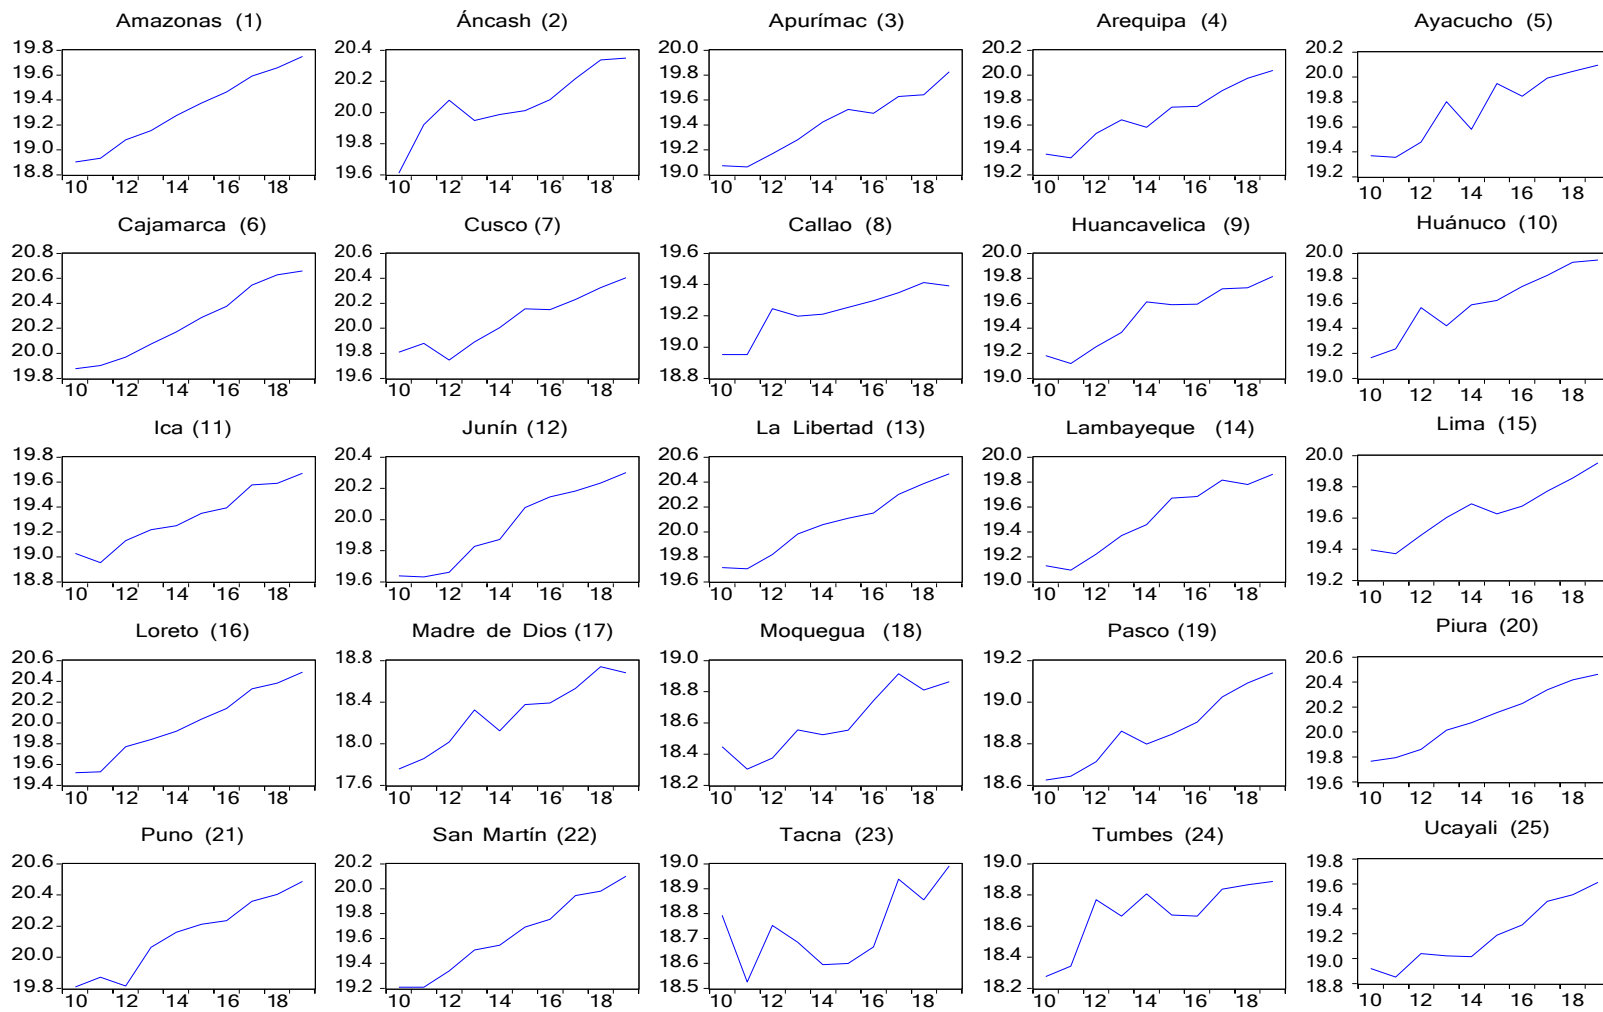 Amazonas (1)
19.8
19.6
19.4
19.2
19.0
18.8
10 12 14 16 18
Áncash (2)
20.4
20.2
20.0
19.8
19.6
10 12 14 16 18
Apurímac (3)
20.0
19.8
19.6
19.4
19.2
19.0
10 12 14 16 18
Arequipa (4)
20.2
20.0
19.8
19.6
19.4
19.2
10 12 14 16 18
Ayacucho (5)
20.2
20.0
19.8
19.6
19.4
19.2
10 12 14 16 18
Cajamarca (6)
20.8
20.6
20.4
20.2
20.0
19.8
10 12 14 16 18
Cusco (7)
20.6
20.4
20.2
20.0
19.8
19.6
10 12 14 16 18
Callao (8)
19.6
19.4
19.2
19.0
18.8
10 12 14 16 18
Huancavelica (9)
20.0
19.8
19.6
19.4
19.2
19.0
10 12 14 16 18
Huánuco (10)
20.0
19.8
19.6
19.4
19.2
19.0
10 12 14 16 18
Ica (11)
19.8
19.6
19.4
19.2
19.0
18.8
10 12 14 16 18
Junín (12)
20.4
20.2
20.0
19.8
19.6
10 12 14 16 18
La Libertad (13)
20.6
20.4
20.2
20.0
19.8
19.6
10 12 14 16 18
Lambayeque (14)
20.0
19.8
19.6
19.4
19.2
19.0
10 12 14 16 18
Lima (15)
20.0
19.8
19.6
19.4
19.2
10 12 14 16 18
Loreto (16)
20.6
20.4
20.2
20.0
19.8
19.6
19.4
10 12 14 16 18
Madre de Dios (17)
18.8
18.4
18.0
17.6
10 12 14 16 18
Moquegua (18)
19.0
18.8
18.6
18.4
18.2
10 12 14 16 18
Pasco (19)
19.2
19.0
18.8
18.6
10 12 14 16 18
Piura (20)
20.6
20.4
20.2
20.0
19.8
19.6
10 12 14 16 18
Puno (21)
20.6
20.4
20.2
20.0
19.8
10 12 14 16 18
San Martín (22)
20.2
20.0
19.8
19.6
19.4
19.2
10 12 14 16 18
Tacna (23)
19.0
18.9
18.8
18.7
18.6
18.5
10 12 14 16 18
Tumbes (24)
19.0
18.8
18.6
18.4
18.2
10 12 14 16 18
Ucayali (25)
19.8
19.6
19.4
19.2
19.0
18.8
10 12 14 16 18